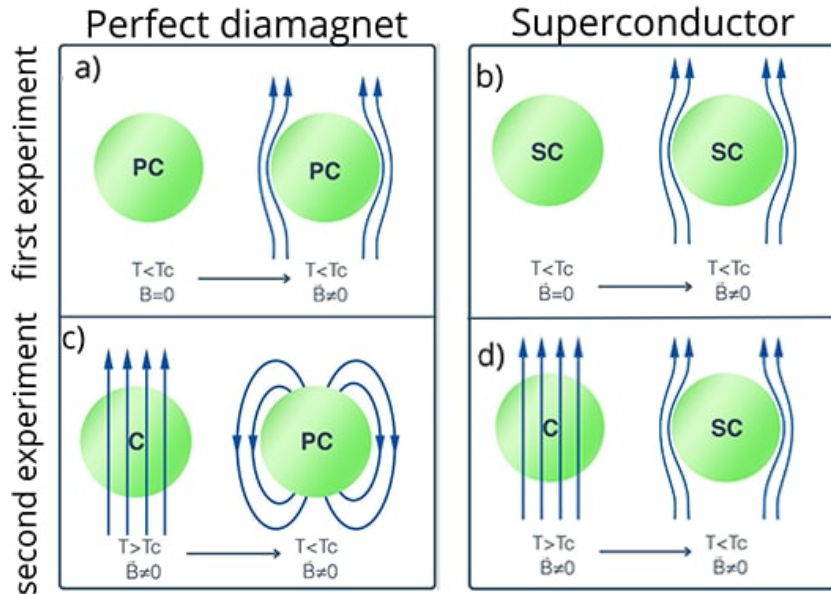 Perfect diamagnet
Superconductor
first experiment
a)
PC
PC
T<Tc
B=0
T<Tc
B⃗≠0
b)
SC
SC
T<Tc
B⃗=0
T<Tc
B⃗≠0
second experiment
c)
C
PC
T>Tc
B⃗≠0
T<Tc
B⃗≠0
d)
C
SC
T>Tc
B⃗≠0
T<Tc
B⃗≠0